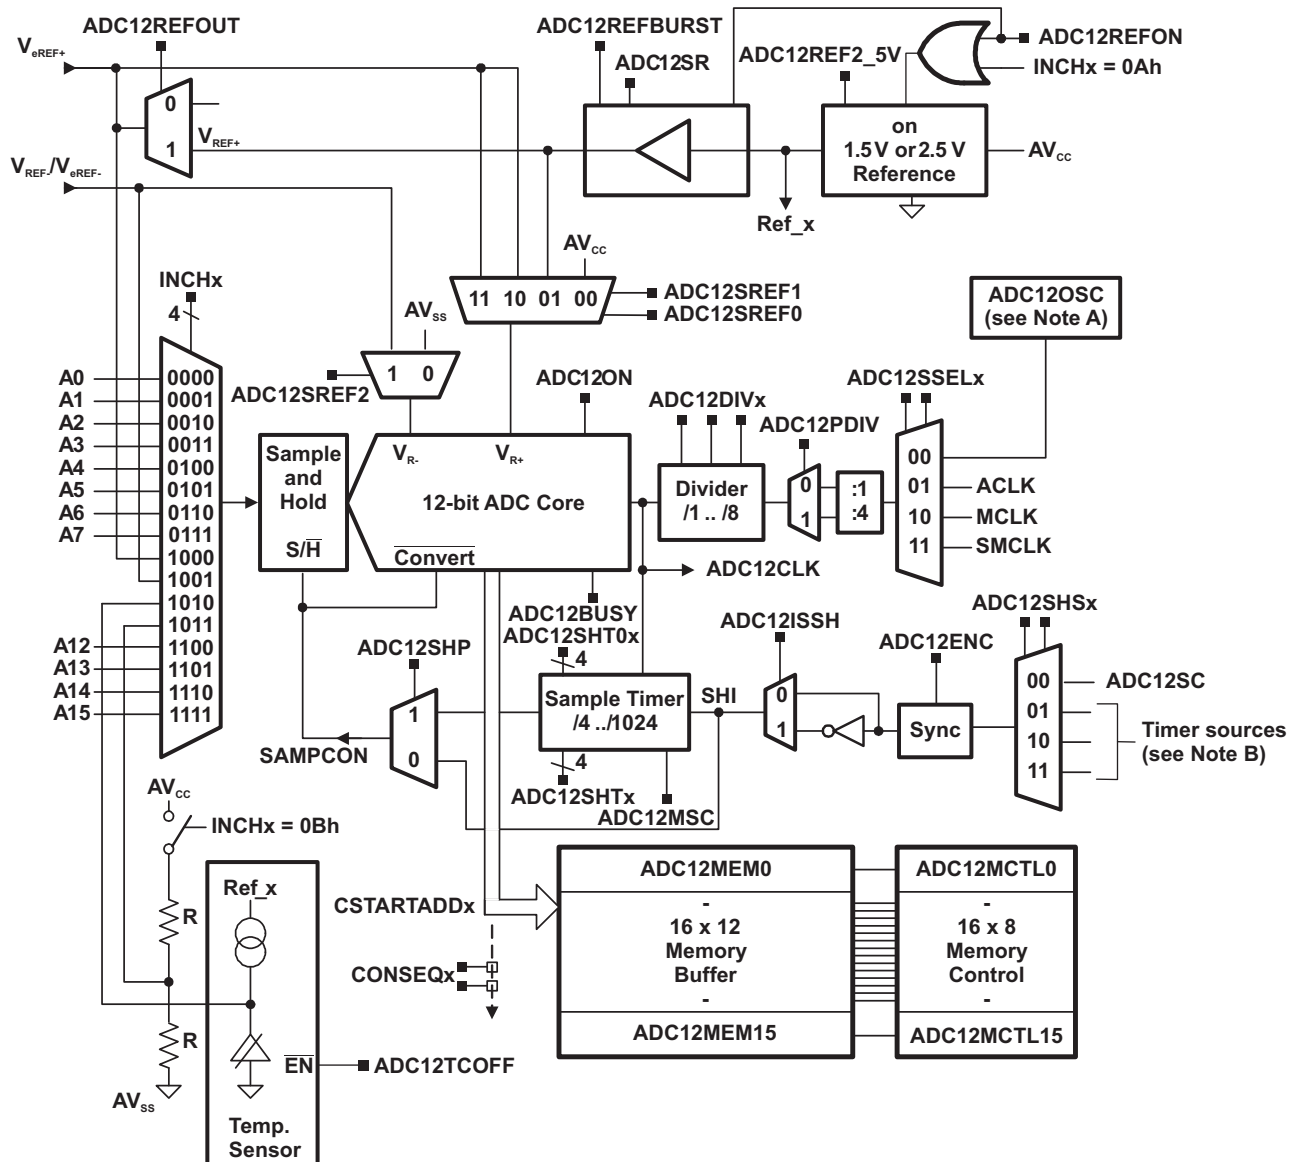 ADC12REFOUT
VeREF+
0
1
VREF+
VREF-/VeREF-
ADC12REFBURST
ADC12SR
ADC12REF2_5V
ADC12REFON
INCHx = 0Ah
on
1.5 V or 2.5 V
Reference
AVCC
Ref_x
AVCC
11 10 01 00
ADC12SREF1
ADC12SREF0
ADC12OSC
(see Note A)
INCHx
4
AVSS
1 0
ADC12SREF2
ADC12ON
ADC12DIVx
ADC12PDIV
ADC12SSELx
A0 0000
A1 0001
A2 0010
A3 0011
A4 0100
A5 0101
A6 0110
A7 0111
1000
1001
1010
1011
A12 1100
A13 1101
A14 1110
A15 1111
Sample
and
Hold
S/H
VR-
VR+
12-bit ADC Core
Convert
Divider
/1 .. /8
0
1
:1
:4
00
01 ACLK
10 MCLK
11 SMCLK
ADC12CLK
ADC12BUSY
ADC12SHT0x
4
ADC12SHP
1
0
SAMPCON
Sample Timer
/4 ../1024
SHI
4
ADC12SHTx
ADC12MSC
ADC12ISSH
0
1
ADC12ENC
Sync
ADC12SHSx
00 ADC12SC
01
10
11
Timer sources
(see Note B)
AVCC
INCHx = 0Bh
R
R
AVSS
Ref_x
EN
ADC12TCOFF
Temp.
Sensor
CSTARTADDx
CONSEQx
ADC12MEM0
-
16 x 12
Memory
Buffer
-
ADC12MEM15
ADC12MCTL0
-
16 x 8
Memory
Control
-
ADC12MCTL15